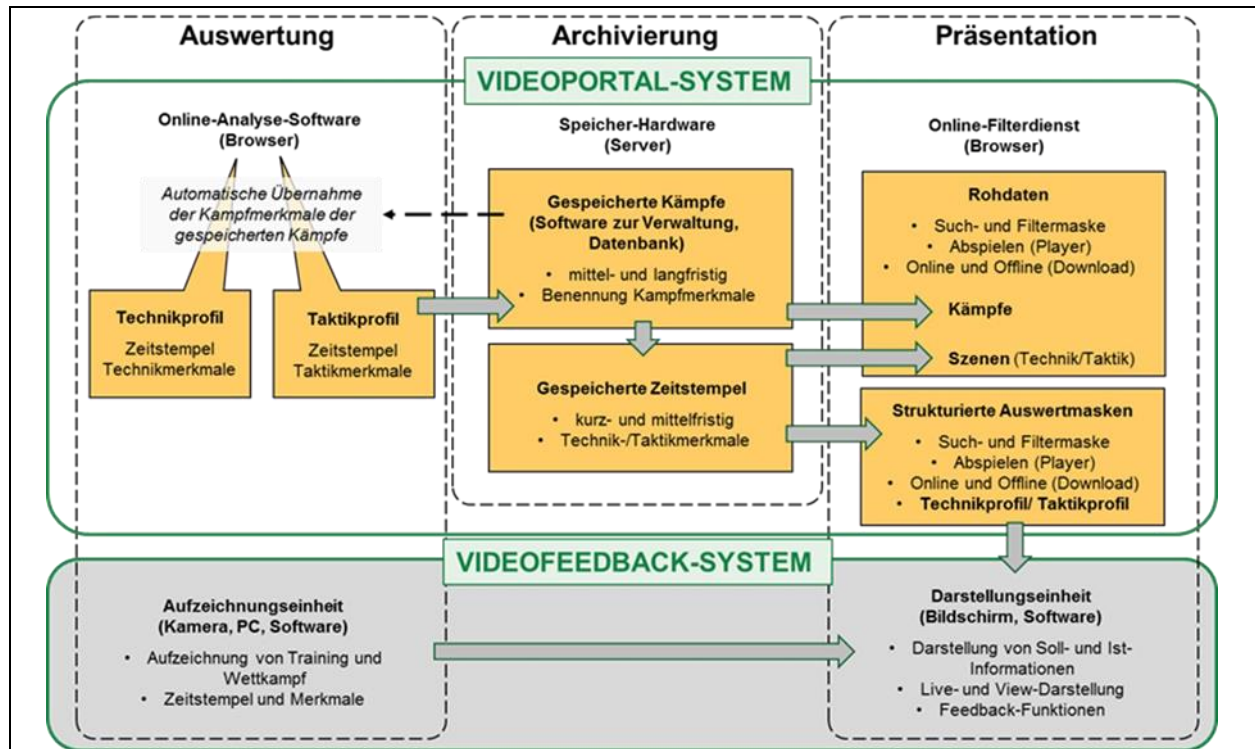 Auswertung
Archivierung
Präsentation
VIDEOPORTAL-SYSTEM
Online-Analyse-Software
(Browser)
Automatische Übernahme
der Kampfmerkmale der
gespeicherten Kämpfe
Technikprofil
Zeitstempel
Technikmerkmale
Taktikprofil
Zeitstempel
Taktikmerkmale
Speicher-Hardware
(Server)
Gespeicherte Kämpfe
(Software zur Verwaltung,
Datenbank)
• mittel- und langfristig
• Benennung Kampfmerkmale
Gespeicherte Zeitstempel
• kurz- und mittelfristig
• Technik-/Taktikmerkmale
Online-Filterdienst
(Browser)
Rohdaten
• Such- und Filtermaske
• Abspielen (Player)
• Online und Offline (Download)
Kämpfe
Szenen (Technik/Taktik)
Strukturierte Auswertmasken
• Such- und Filtermaske
• Abspielen (Player)
• Online und Offline (Download)
• Technikprofil/ Taktikprofil
VIDEOFEEDBACK-SYSTEM
Aufzeichnungseinheit
(Kamera, PC, Software)
• Aufzeichnung von Training und
Wettkampf
• Zeitstempel und Merkmale
Darstellungseinheit
(Bildschirm, Software)
• Darstellung von Soll- und Ist-
Informationen
• Live- und View-Darstellung
• Feedback-Funktionen